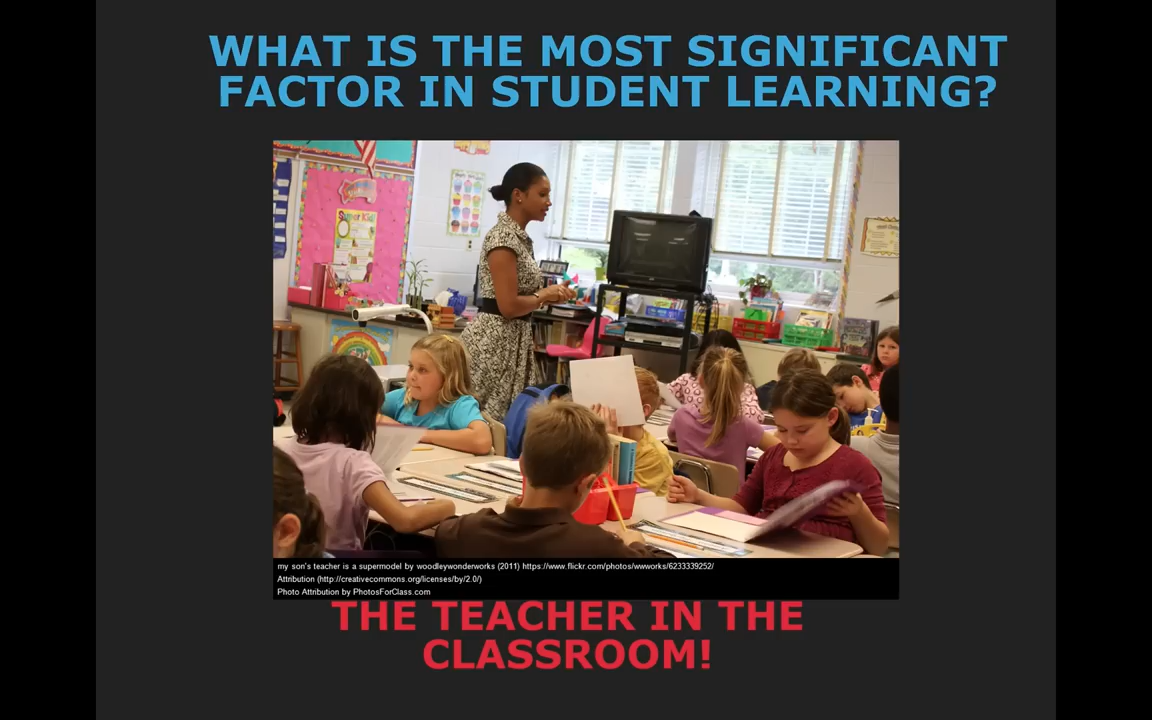 WHAT IS THE MOST SIGNIFICANT
FACTOR IN STUDENT LEARNING?
Super Kid
my son's teacher is a supermodel by woodleywonderworks (2011) https://www.flickr.com/photos/wwworks/6233339252/
Attribution (http://creativecommons.org/licenses/by/2.0/)
Photo Attribution by PhotosForClass.com
THE TEACHER IN THE
CLASSROOM!